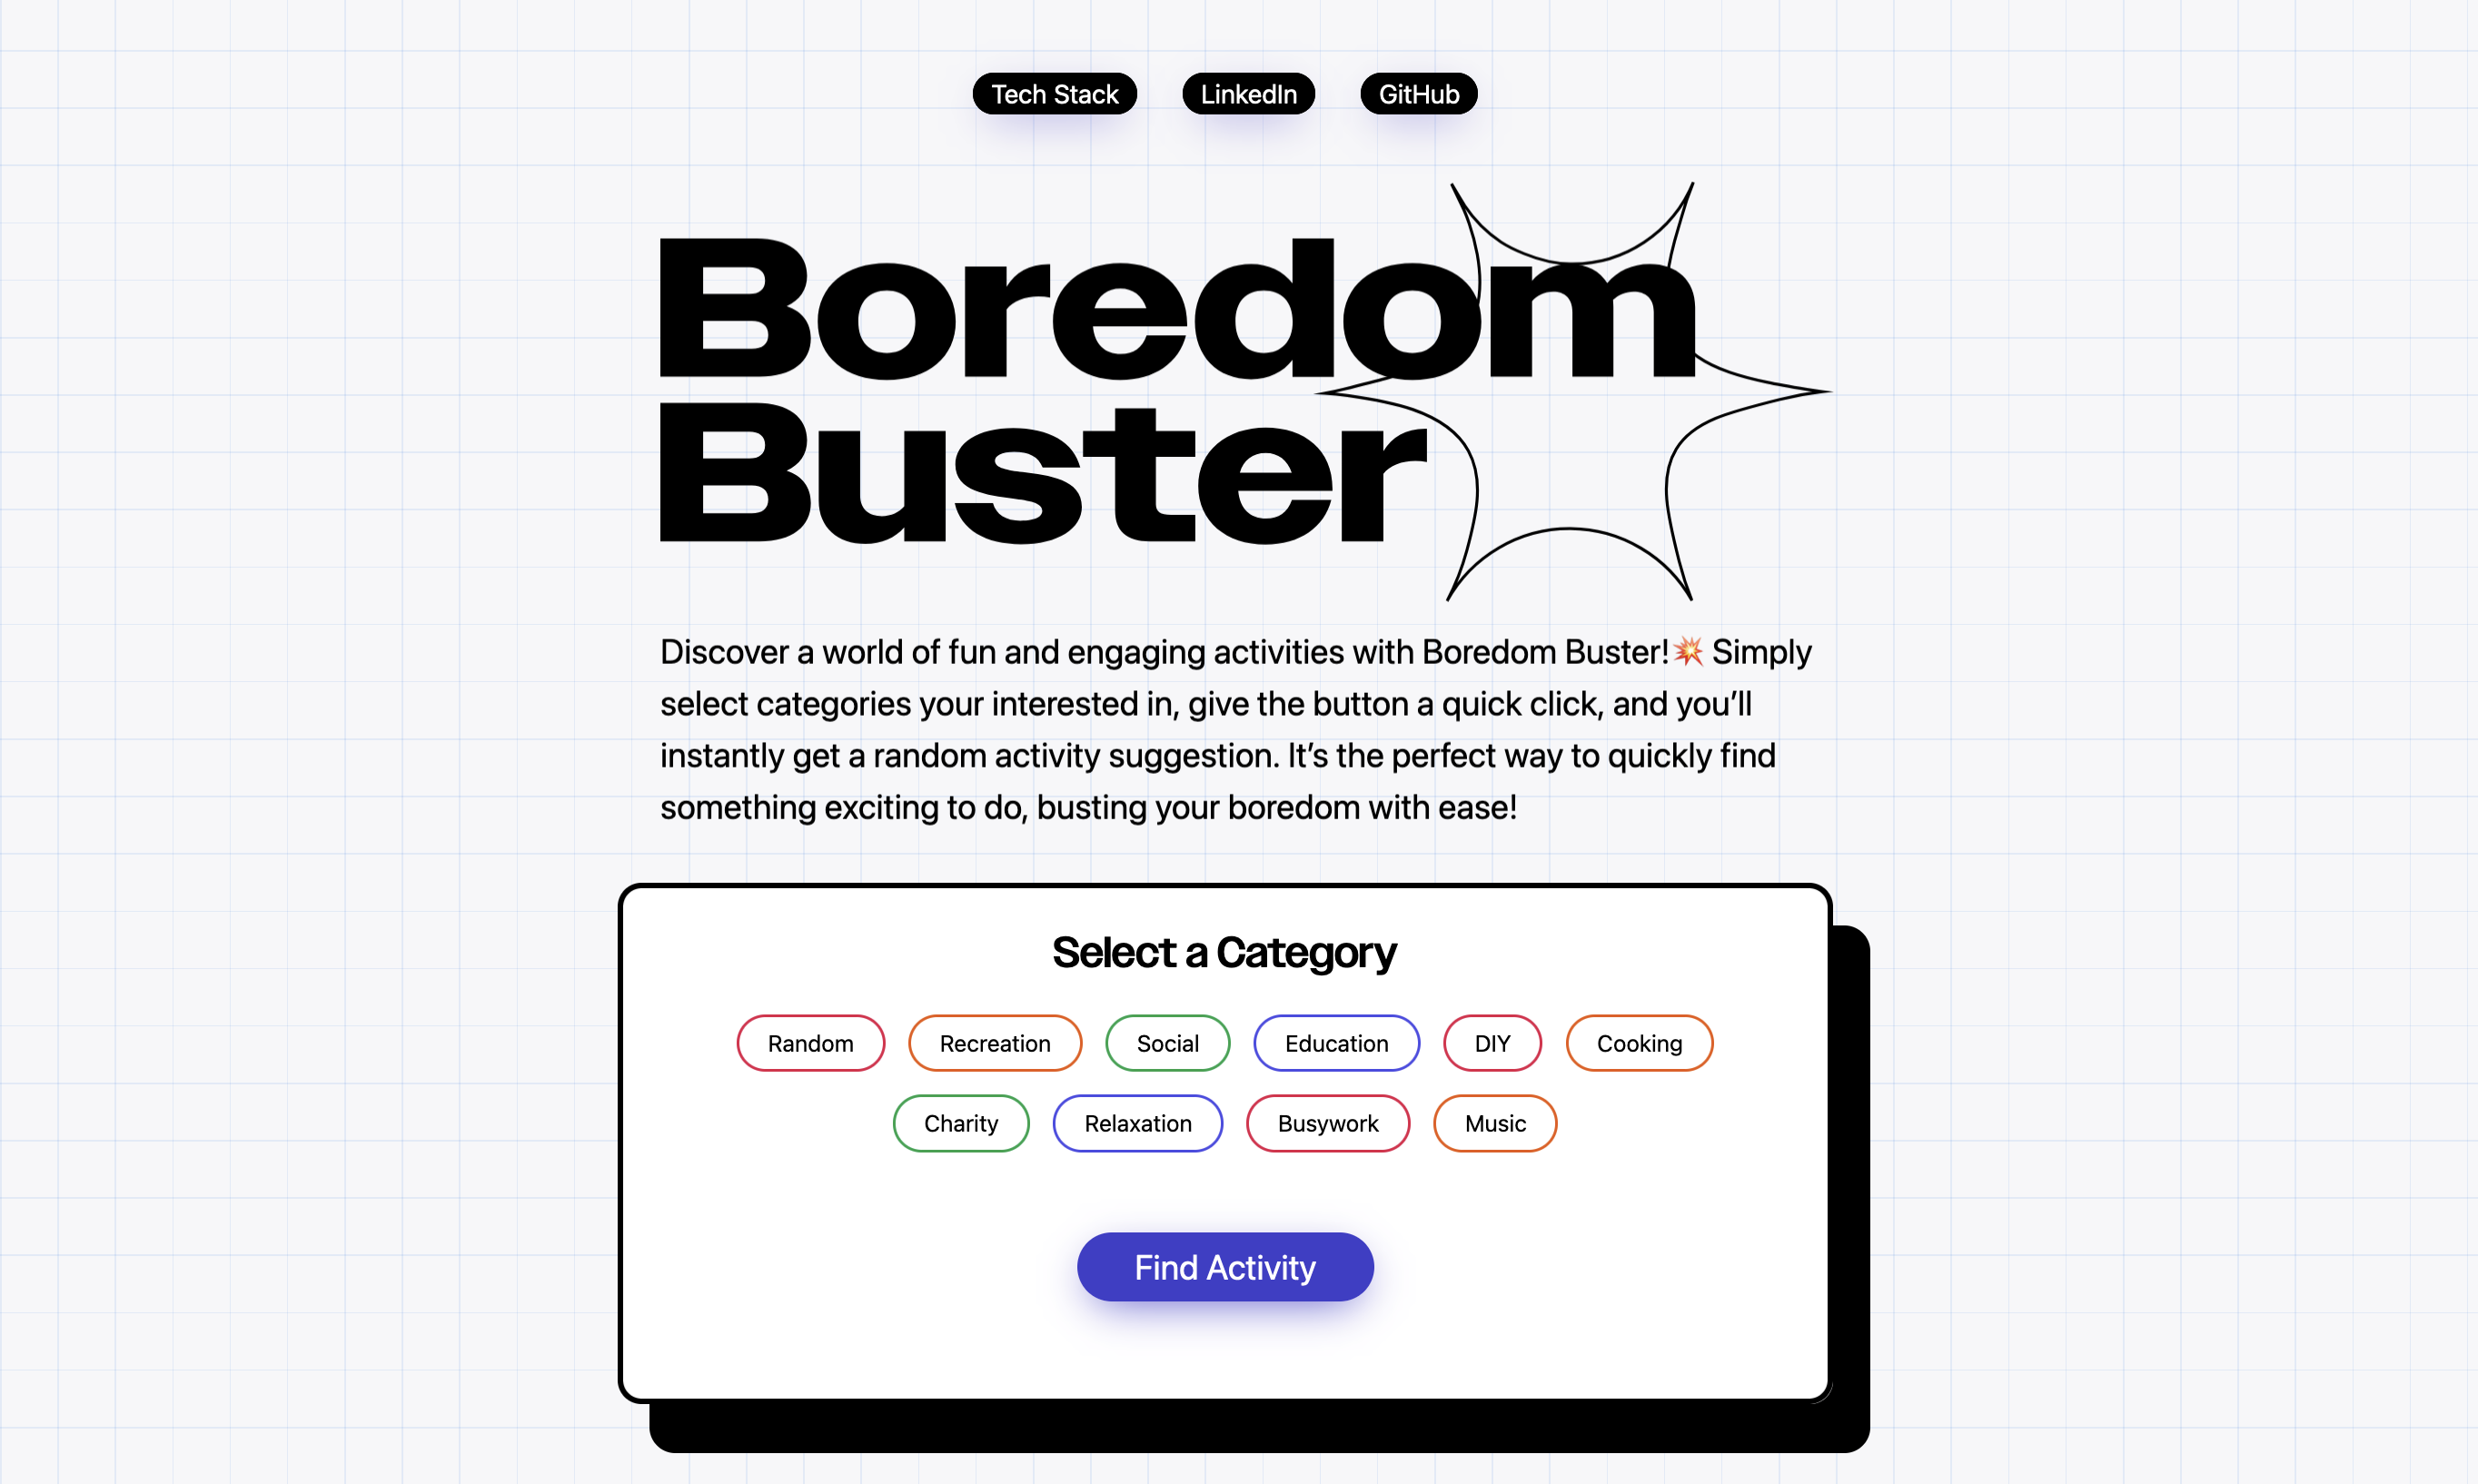 Tech Stack LinkedIn GitHub
Boredom
Buster
Discover a world of fun and engaging activities with Boredom Buster!💥 Simply
select categories your interested in, give the button a quick click, and you’ll
instantly get a random activity suggestion. It’s the perfect way to quickly find
something exciting to do, busting your boredom with ease!
Select a Category
Random Recreation Social Education DIY Cooking
Charity Relaxation Busywork Music
Find Activity